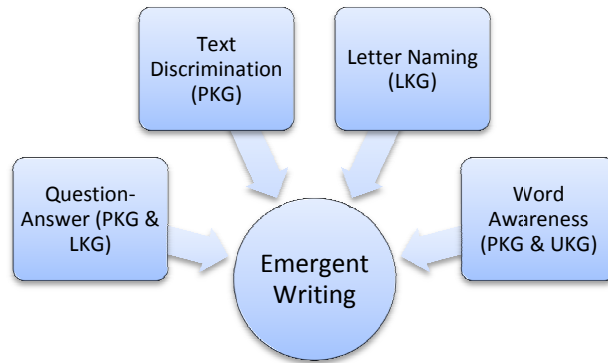 Text
Discrimination
(PKG)
Letter Naming
(LKG)
Question-
Answer (PKG &
LKG)
Word
Awareness
(PKG & UKG)
Emergent
Writing